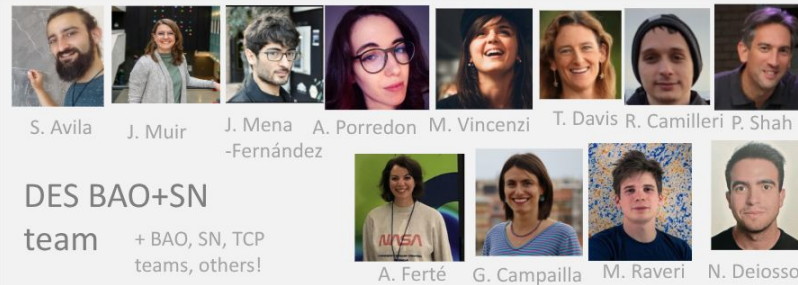 S. Avila
J. Muir
J. Mena
-Fernández
A. Porredon
M. Vincenzi
T. Davis
R. Camilleri
P. Shah
DES BAO+SN
team
+ BAO, SN, TCP
teams, others!
NASA
A. Ferté
G. Campailla
M. Raveri
N. Deiosso